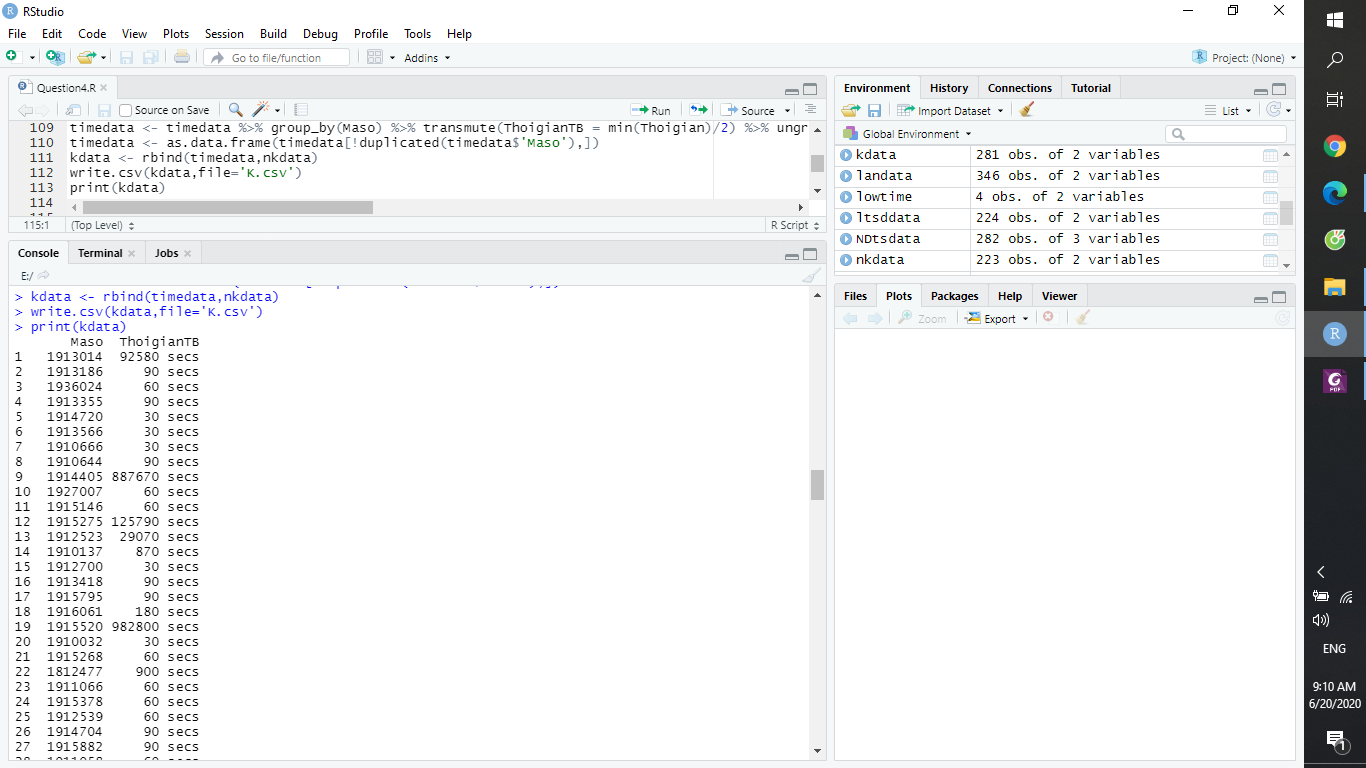 RStudio
File Edit Code View Plots Session Build Debug Profile Tools Help
Go to file/function Addins Project: (None)
Question4.R
Source on Save Run Source
109 timedata <- timedata %>% group_by(Maso) %>% transmute(ThoigianTB = min(Thoigian)/2) %>% ungr
110 timedata <- as.data.frame(timedata[!duplicated(timedata$'Maso'),])
111 kdata <- rbind(timedata,nkdata)
112 write.csv(kdata,file='K.csv')
113 print(kdata)
114
115:1 (Top Level) R Script
Console Terminal Jobs
E:/
> kdata <- rbind(timedata,nkdata)
> write.csv(kdata,file='K.csv')
> print(kdata)
Maso ThoigianTB
1 1913014 92580 secs
2 1913186 90 secs
3 1936024 60 secs
4 1913355 90 secs
5 1914720 30 secs
6 1913566 30 secs
7 1910666 30 secs
8 1910644 90 secs
9 1914405 887670 secs
10 1927007 60 secs
11 1915146 60 secs
12 1915275 125790 secs
13 1912523 29070 secs
14 1910137 870 secs
15 1912700 30 secs
16 1913418 90 secs
17 1915795 90 secs
18 1916061 180 secs
19 1915520 982800 secs
20 1910032 30 secs
21 1915268 60 secs
22 1812477 900 secs
23 1911066 60 secs
24 1915378 60 secs
25 1912539 60 secs
26 1914704 90 secs
27 1915882 90 secs
Environment History Connections Tutorial
Import Dataset List
Global Environment
kdata 281 obs. of 2 variables
landata 346 obs. of 2 variables
lowtime 4 obs. of 2 variables
ltsddata 224 obs. of 2 variables
NDtsdata 282 obs. of 3 variables
nkdata 223 obs. of 2 variables
Files Plots Packages Help Viewer
Zoom Export
R
PDF
ENG
9:10 AM
6/20/2020
1